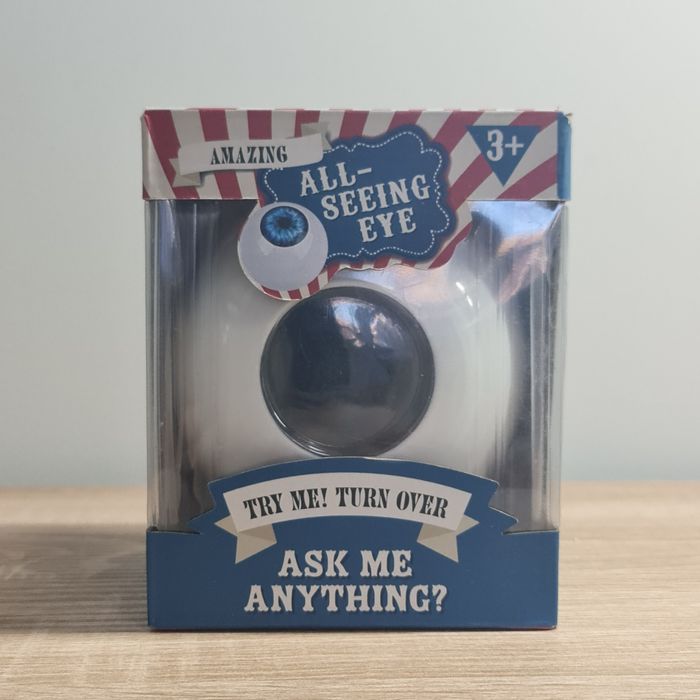 AMAZING
3+
ALL-
SEEING
EYE
TRY ME! TURN OVER
ASK ME
ANYTHING?